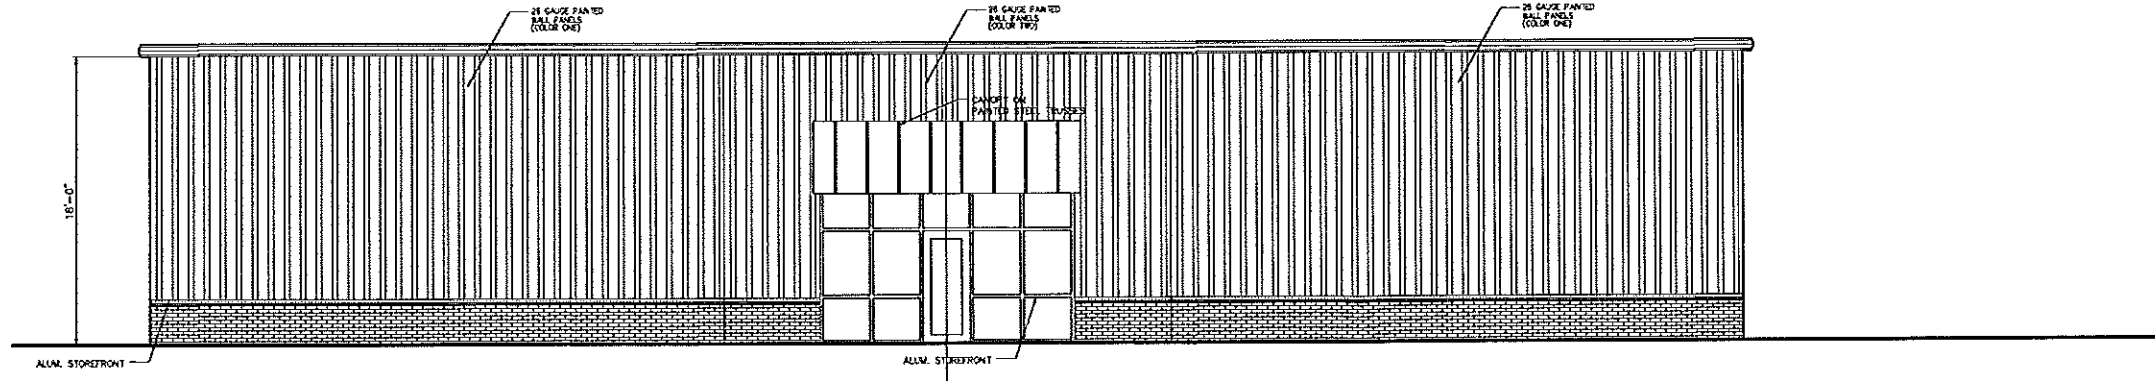 26 GAUGE PAINTED
WALL PANELS
(COLOR ONE)
26 GAUGE PAINTED
WALL PANELS
(COLOR TWO)
26 GAUGE PAINTED
WALL PANELS
(COLOR ONE)
CANOPY ON
PAINTED STEEL TRUSSES
18'-0"
ALUM. STOREFRONT
ALUM. STOREFRONT